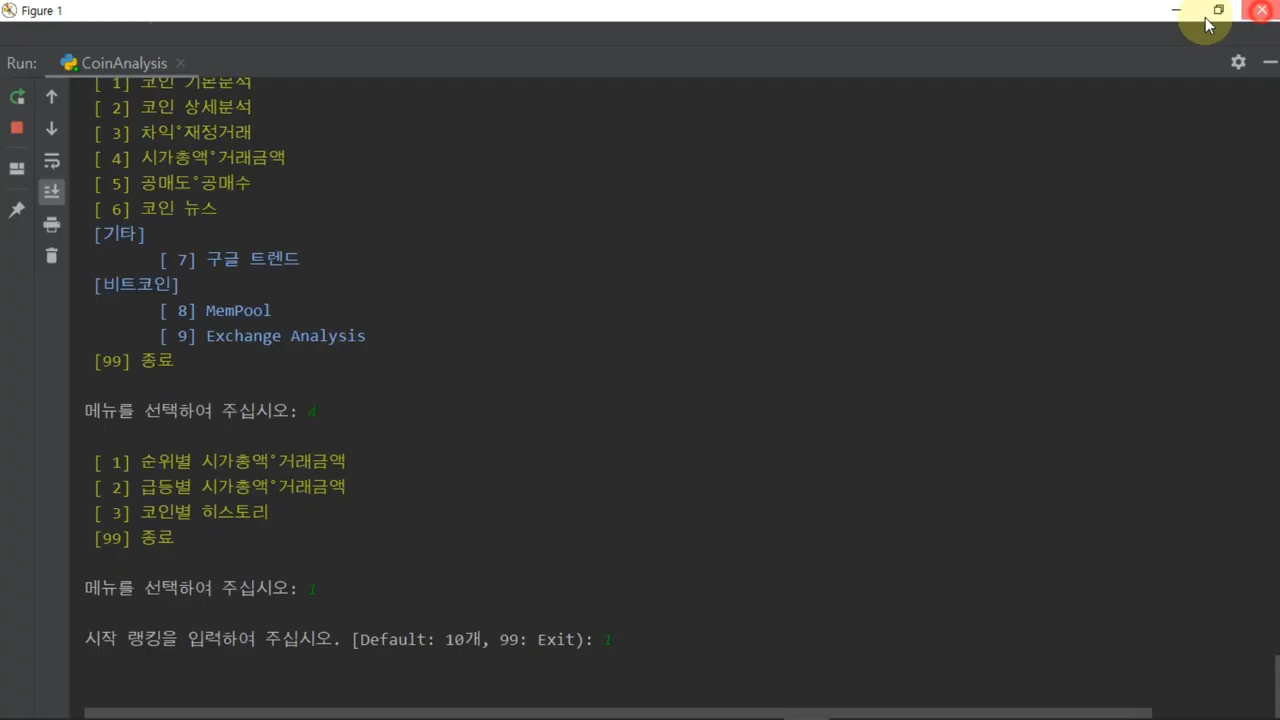 Figure 1
Run: CoinAnalysis
[ 1] 코인 기본분석
[ 2] 코인 상세분석
[ 3] 차익°재정거래
[ 4] 시가총액°거래금액
[ 5] 공매도°공매수
[ 6] 코인 뉴스
[기타]
[ 7] 구글 트렌드
[비트코인]
[ 8] MemPool
[ 9] Exchange Analysis
[99] 종료
메뉴를 선택하여 주십시오: 4
[ 1] 순위별 시가총액°거래금액
[ 2] 급등별 시가총액°거래금액
[ 3] 코인별 히스토리
[99] 종료
메뉴를 선택하여 주십시오: 1
시작 랭킹을 입력하여 주십시오. [Default: 10개, 99: Exit): 1